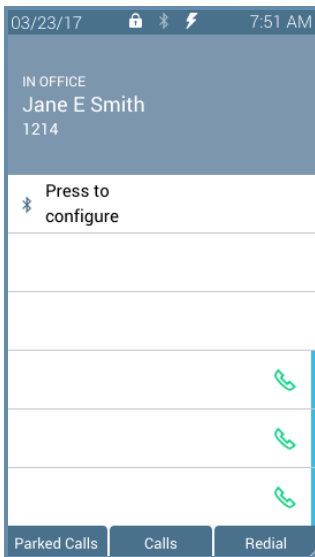 03/23/17 7:51 AM
IN OFFICE
Jane E Smith
1214
Press to
configure
Parked Calls Calls Redial